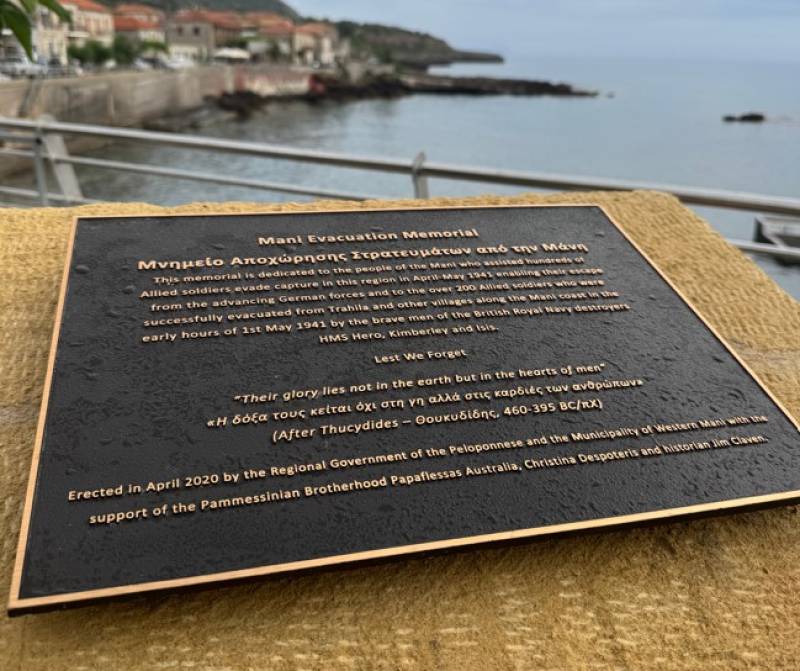 Mani Evacuation Memorial
Μνημείο Αποχώρησης Στρατευμάτων από την Μάνη
This memorial is dedicated to the people of the Mani who assisted hundreds of
Allied soldiers evade capture in this region in April-May 1941 enabling their escape
from the advancing German forces and to the over 200 Allied soldiers who were
successfully evacuated from Trahila and other villages along the Mani coast in the
early hours of 1st May 1941 by the brave men of the British Royal Navy destroyers
HMS Hero, Kimberley and Isis.
Lest We Forget
"Their glory lies not in the earth but in the hearts of men"
«Η δόξα τους κείται όχι στη γη αλλά στις καρδιές των ανθρώπων»
(After Thucydides – Θουκυδίδης, 460-395 BC/πΧ)
Erected in April 2020 by the Regional Government of the Peloponnese and the Municipality of Western Mani with the
support of the Pammessinian Brotherhood Papaflessas Australia, Christina Despoteris and historian Jim Claven.